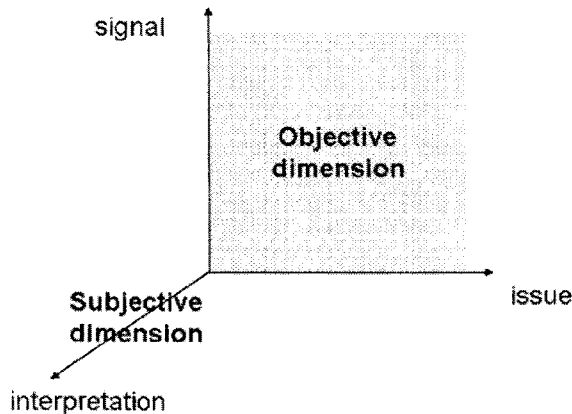 signal
Objective
dimension
issue
Subjective
dimension
interpretation